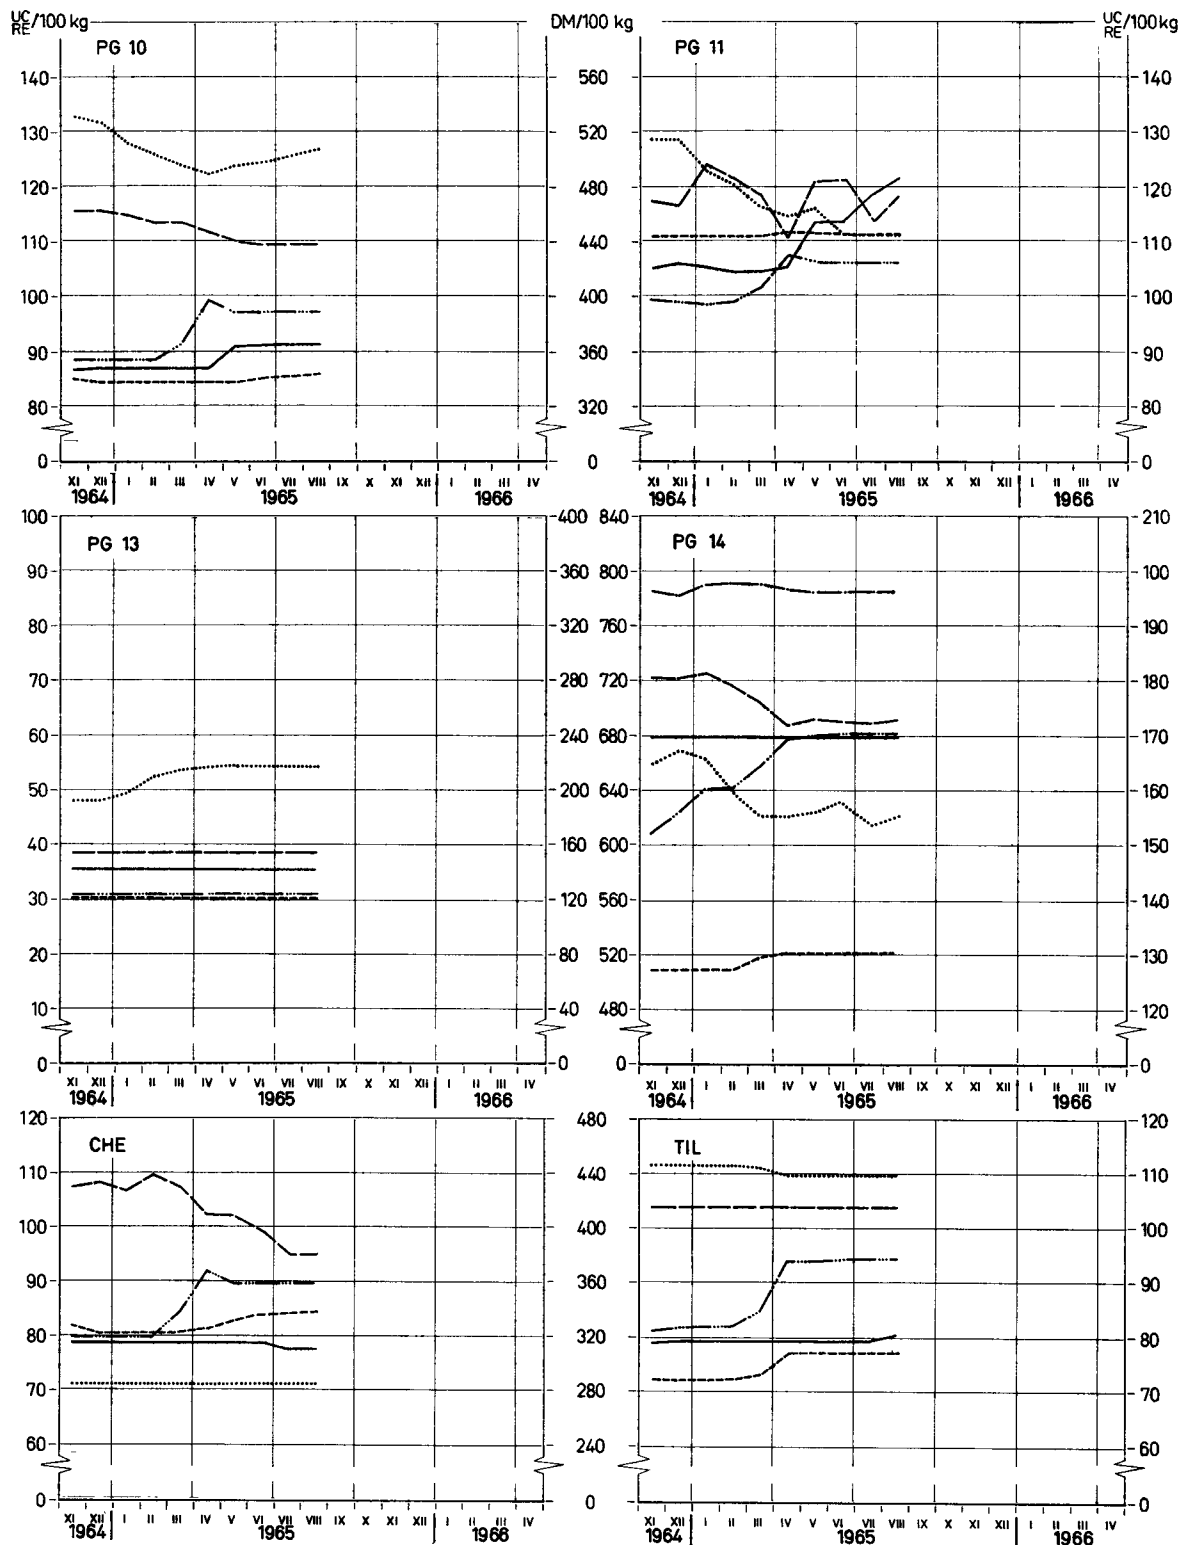 UC RE /100 kg DM/100 kg UC RE /100kg
PG 10 PG 11
140 560 140
130 520 130
120 480 120
110 440 110
100 400 100
90 360 90
80 320 80
0 0 0
XI XII I II III IV V VI VII VIII IX X XI XII I II III IV XI XII I II III IV V VI VII VIII IX X XI XII I II III IV
1964 1965 1966 1964 1965 1966
100 400 840 210
PG 13 PG 14
90 360 800 100
80 320 760 190
70 280 720 180
60 240 680 170
50 200 640 160
40 160 600 150
30 120 560 140
20 80 520 130
10 40 480 120
0 0 0 0
XI XII I II III IV V VI VII VIII IX X XI XII I II III IV XI XII I II III IV V VI VII VIII IX X XI XII I II III IV
1964 1965 1966 1964 1965 1966
120 480 120
CHE TIL
110 440 110
100 400 100
90 360 90
80 320 80
70 280 70
60 240 60
0 0 0
XI XII I II III IV V VI VII VIII IX X XI XII I II III IV XI XII I II III IV V VI VII VIII IX X XI XII I II III IV
1964 1965 1966 1964 1965 1966